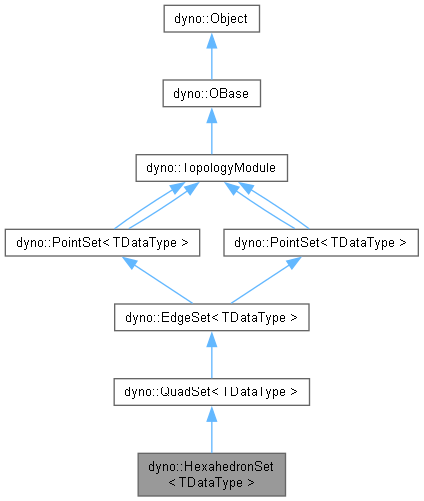 dyno::Object
dyno::OBase
dyno::TopologyModule
dyno::PointSet< TDataType >
dyno::PointSet< TDataType >
dyno::EdgeSet< TDataType >
dyno::QuadSet< TDataType >
dyno::HexahedronSet
< TDataType >